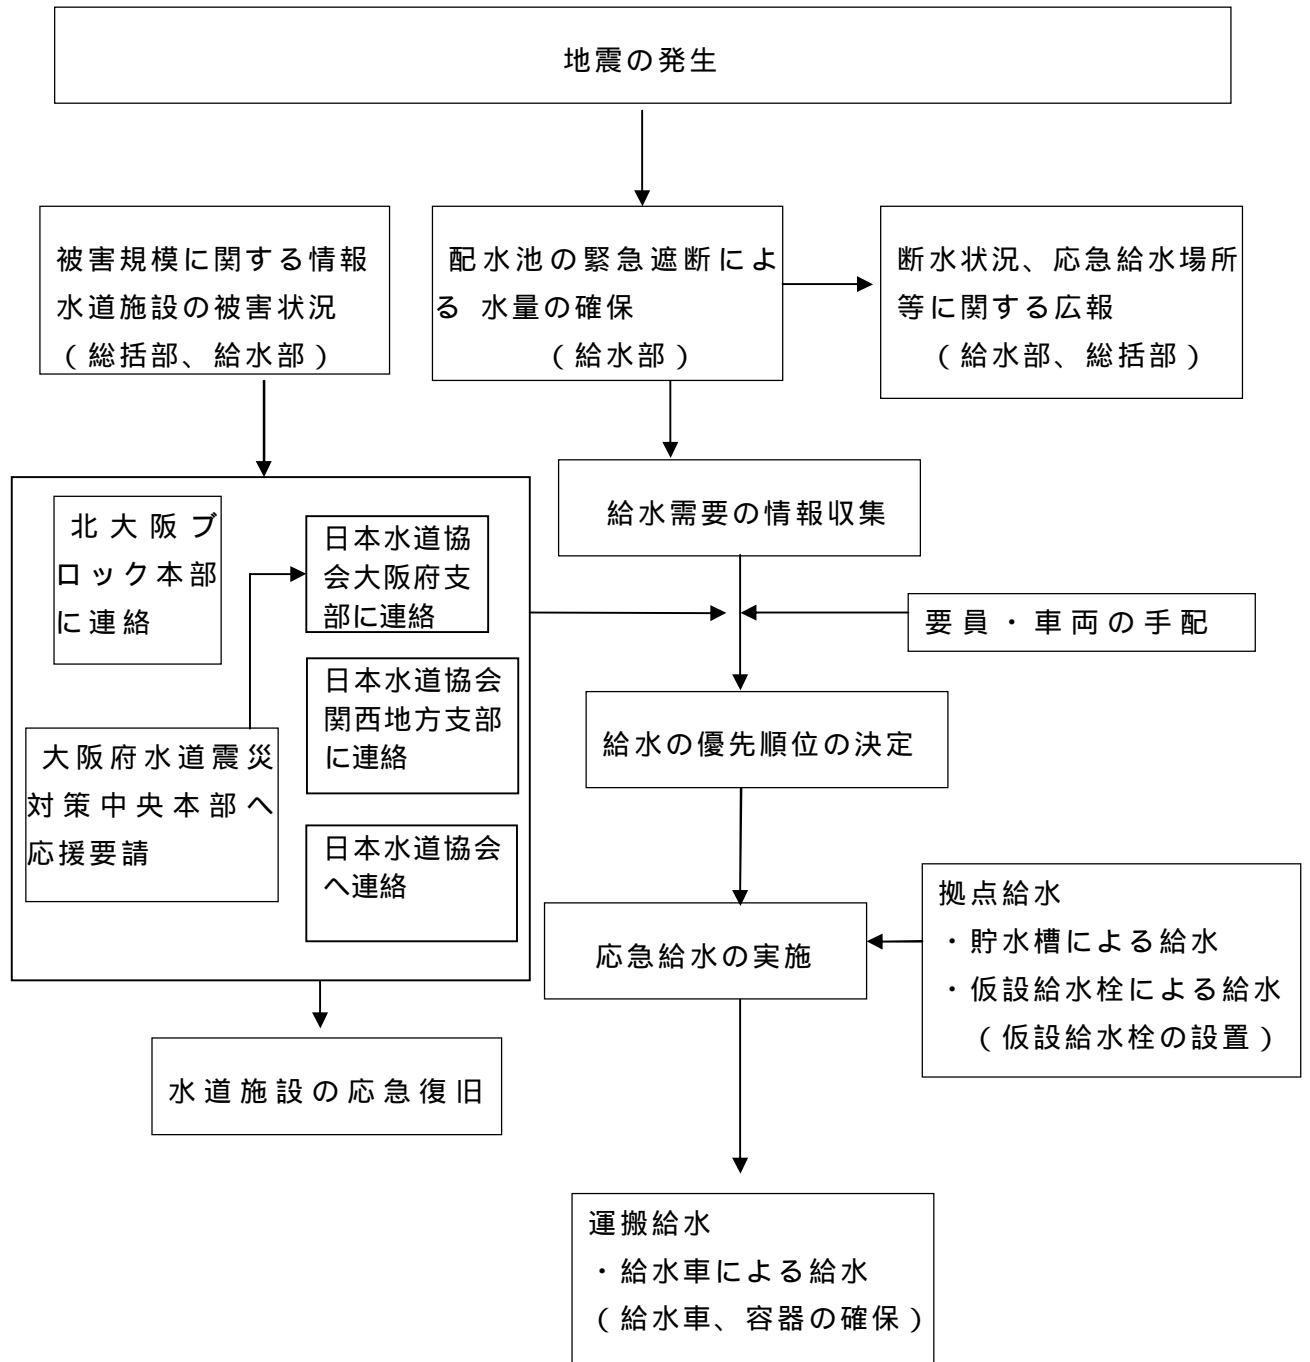 地震の発生
被害規模に関する情報
水道施設の被害状況
（総括部、給水部）
配水池の緊急遮断によ
る 水量の確保
（給水部）
断水状況、応急給水場所
等に関する広報
（給水部、総括部）
北大阪ブ
ロック本部
に連絡
日本水道協
会大阪府支
部に連絡
日本水道協会
関西地方支部
に連絡
大阪府水道震災
対策中央本部へ
応援要請
日本水道協会
へ連絡
水道施設の応急復旧
給水需要の情報収集
要員・車両の手配
給水の優先順位の決定
応急給水の実施
拠点給水
・貯水槽による給水
・仮設給水栓による給水
（仮設給水栓の設置）
運搬給水
・給水車による給水
（給水車、容器の確保）